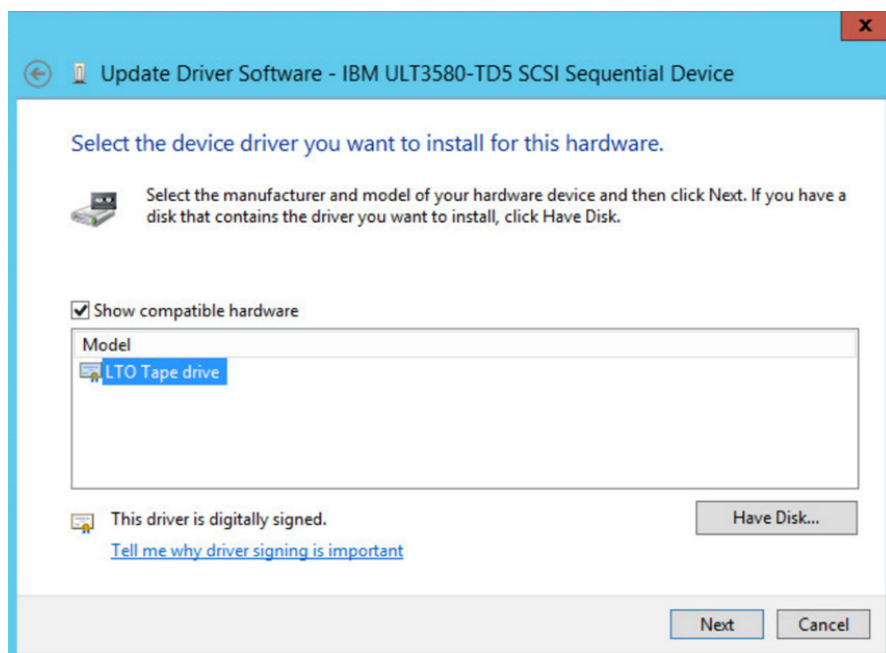 x
Update Driver Software - IBM ULT3580-TD5 SCSI Sequential Device
Select the device driver you want to install for this hardware.
Select the manufacturer and model of your hardware device and then click Next. If you have a
disk that contains the driver you want to install, click Have Disk.
Show compatible hardware
Model
LTO Tape drive
This driver is digitally signed.
Have Disk...
Tell me why driver signing is important
Next
Cancel